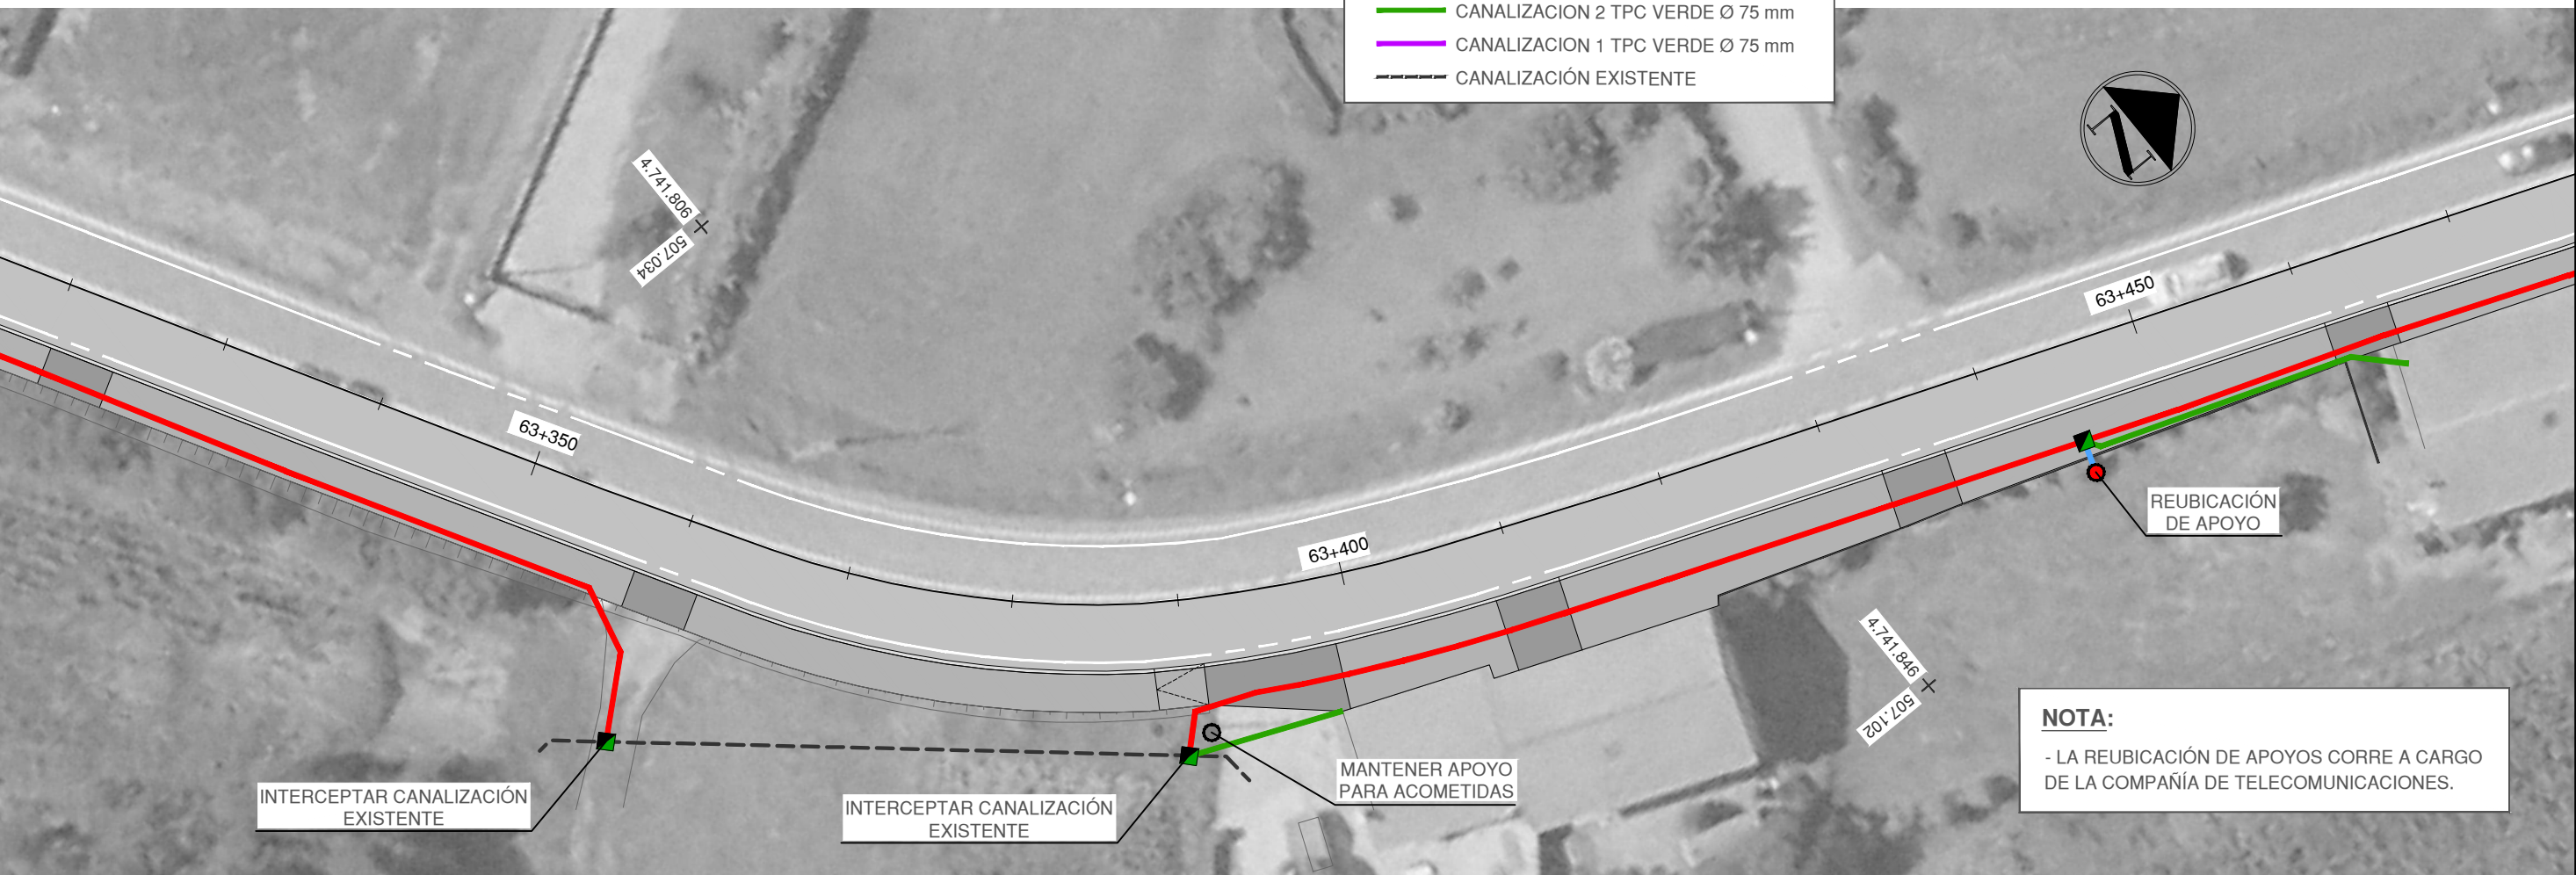 CANALIZACION 2 TPC VERDE Ø 75 mm
CANALIZACION 1 TPC VERDE Ø 75 mm
CANALIZACIÓN EXISTENTE
4.741.806
507.034
63+450
63+350
63+400
REUBICACIÓN
DE APOYO
4.741.846
507.102
NOTA:
- LA REUBICACIÓN DE APOYOS CORRE A CARGO
DE LA COMPAÑÍA DE TELECOMUNICACIONES.
MANTENER APOYO
PARA ACOMETIDAS
INTERCEPTAR CANALIZACIÓN
EXISTENTE
INTERCEPTAR CANALIZACIÓN
EXISTENTE